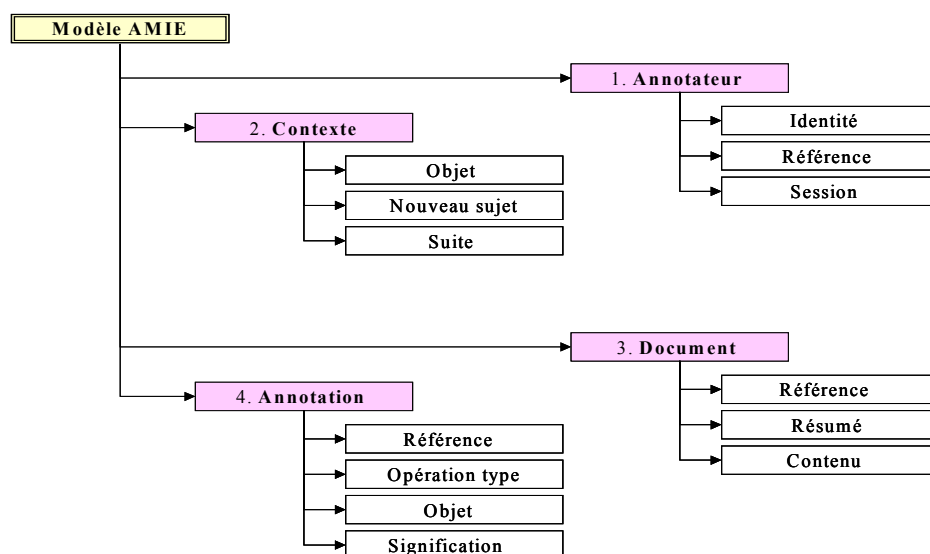 Modèle AMIE
1. Annotateur
Identité
Référence
Session
2. Contexte
Objet
Nouveau sujet
Suite
3. Document
Référence
Résumé
Contenu
4. Annotation
Référence
Opération type
Objet
Signification